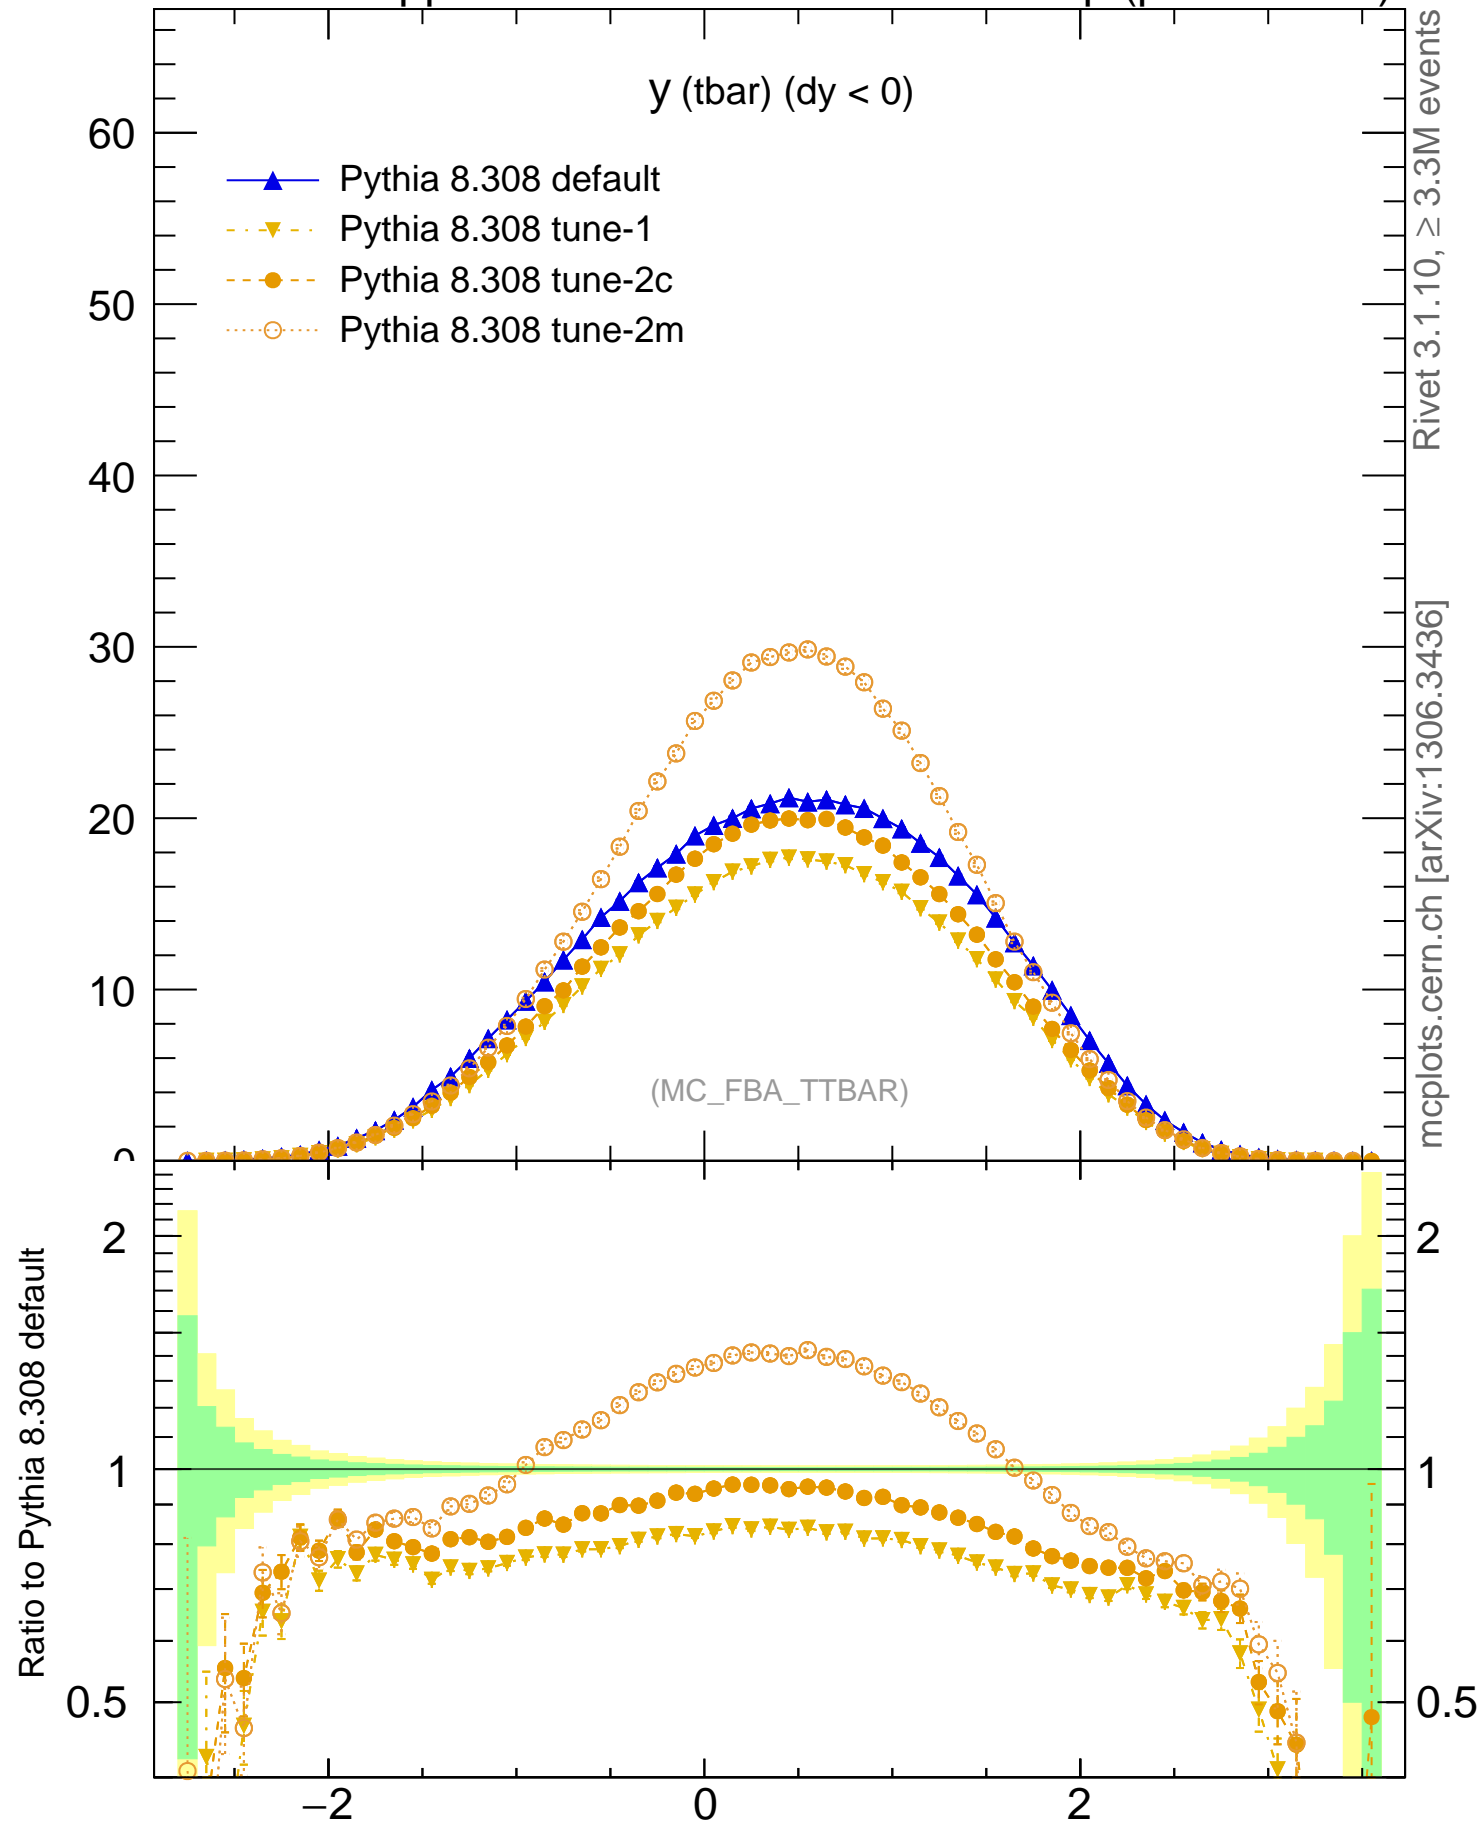 y (tbar) (dy < 0)
60
50
40
30
20
10
0
Pythia 8.308 default
Pythia 8.308 tune-1
Pythia 8.308 tune-2c
Pythia 8.308 tune-2m
(MC_FBA_TTBAR)
Rivet 3.1.10, ≥ 3.3M events
mcplots.cern.ch [arXiv:1306.3436]
Ratio to Pythia 8.308 default
2
1
0.5
2
1
0.5
−2
0
2